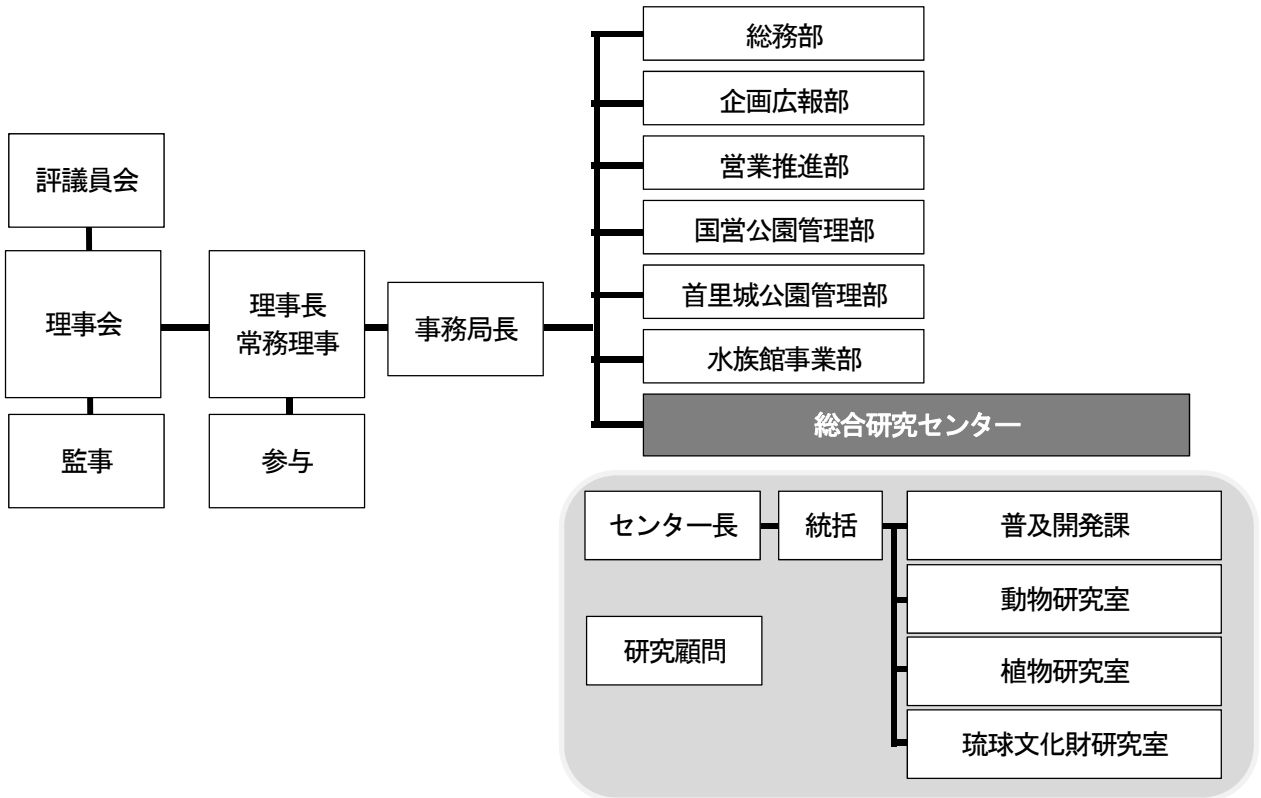 評議員会
理事会
監事
理事長
常務理事
参与
事務局長
総務部
企画広報部
営業推進部
国営公園管理部
首里城公園管理部
水族館事業部
総合研究センター
センター長
統括
研究顧問
普及開発課
動物研究室
植物研究室
琉球文化財研究室